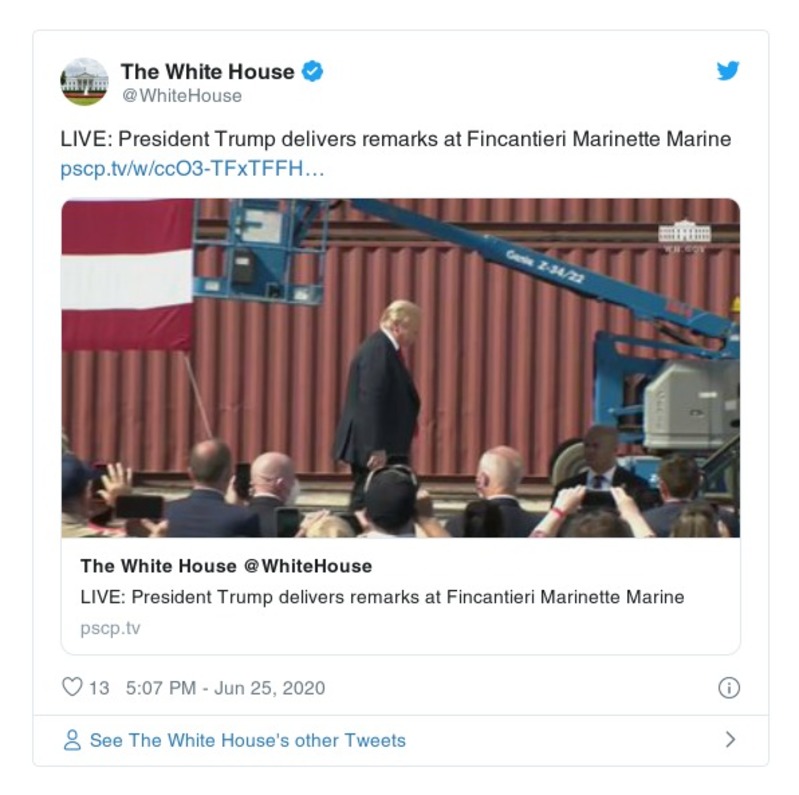 The White House
@WhiteHouse
LIVE: President Trump delivers remarks at Fincantieri Marinette Marine
pscp.tv/w/ccO3-TFxTFFH…
Genie Z-34/22
WH.GOV
The White House @WhiteHouse
LIVE: President Trump delivers remarks at Fincantieri Marinette Marine
pscp.tv
13 5:07 PM - Jun 25, 2020
See The White House's other Tweets